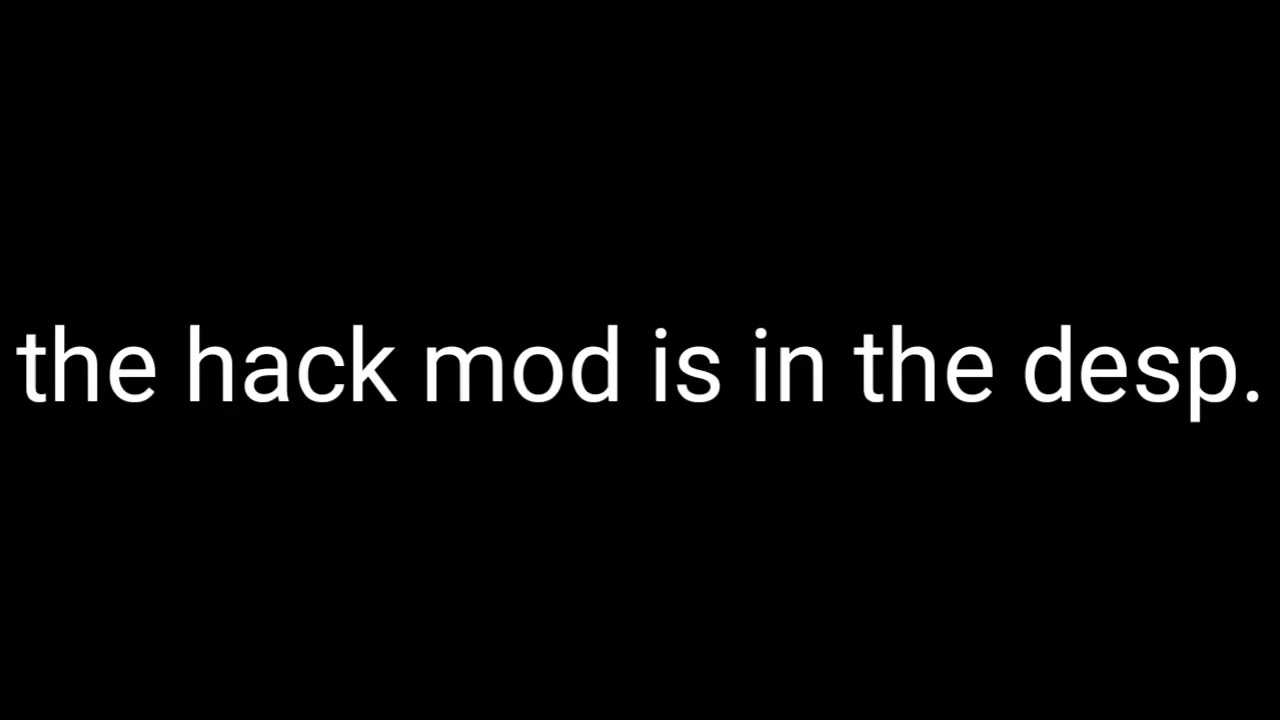 the hack mod is in the desp.